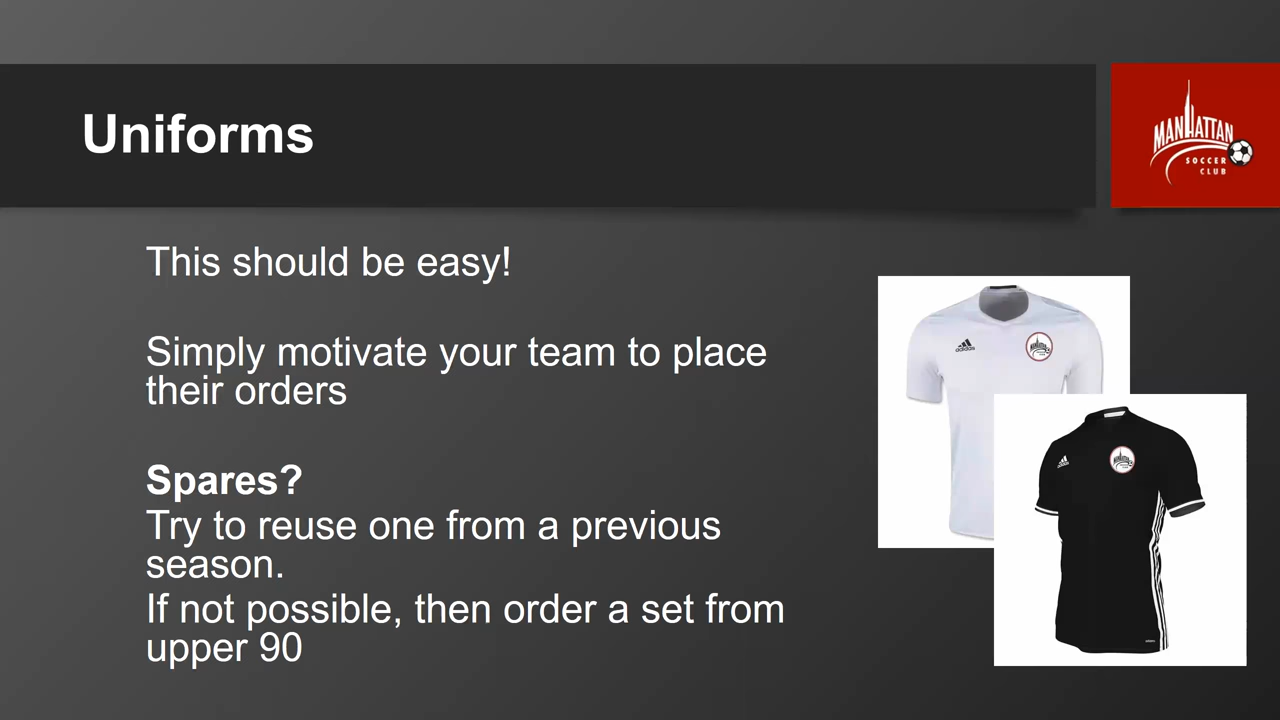 Uniforms
MANHATTAN
SOCCER
CLUB
This should be easy!
Simply motivate your team to place
their orders
Spares?
Try to reuse one from a previous
season.
If not possible, then order a set from
upper 90
adidas